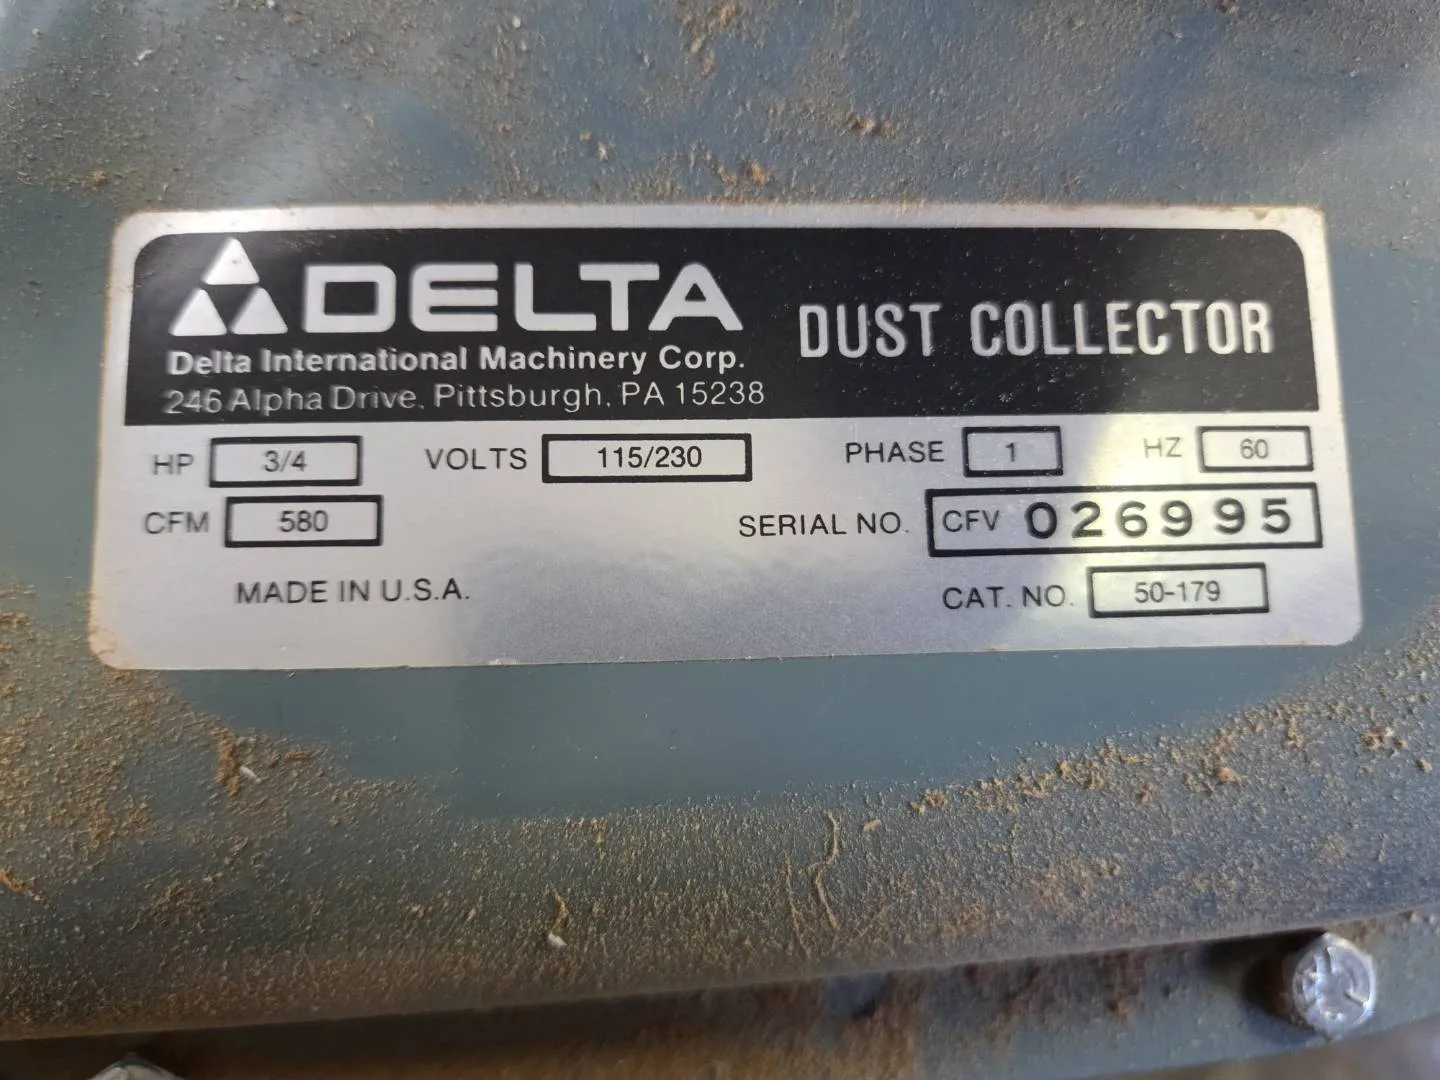 DELTA
DUST COLLECTOR
Delta International Machinery Corp.
246 Alpha Drive, Pittsburgh, PA 15238
HP 3/4 VOLTS 115/230 PHASE 1 HZ 60
CFM 580 SERIAL NO. CFV 026995
MADE IN U.S.A. CAT. NO. 50-179